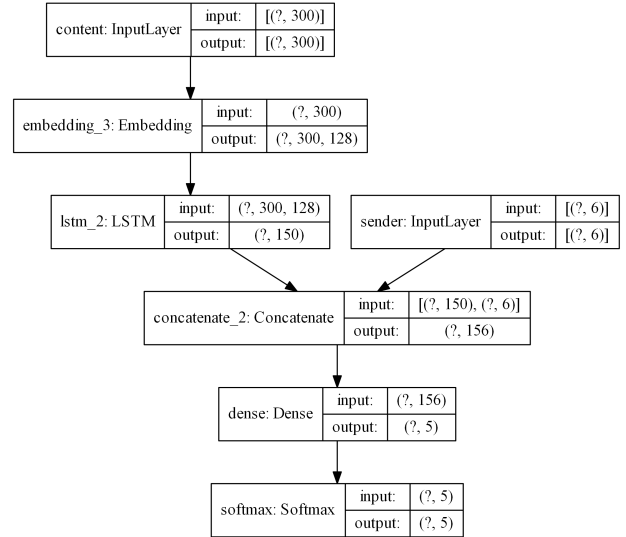 content: InputLayer
input: [(?, 300)]
output: [(?, 300)]
embedding_3: Embedding
input: (?, 300)
output: (?, 300, 128)
lstm_2: LSTM
input: (?, 300, 128)
output: (?, 150)
sender: InputLayer
input: [(?, 6)]
output: [(?, 6)]
concatenate_2: Concatenate
input: [(?, 150), (?, 6)]
output: (?, 156)
dense: Dense
input: (?, 156)
output: (?, 5)
softmax: Softmax
input: (?, 5)
output: (?, 5)